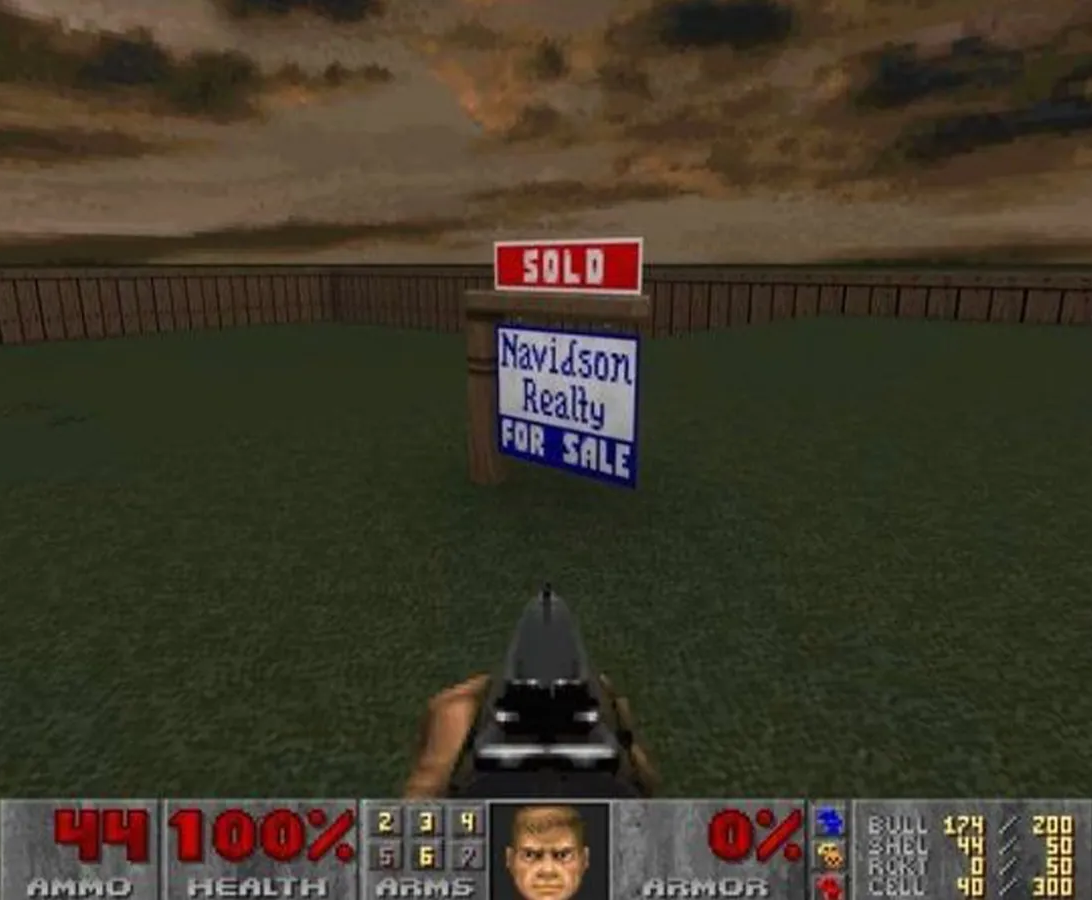 SOLD
Navidson
Realty
FOR SALE
44 100% 2 3 4 0% BULL 174 / 200
5 6 7 SHEL 44 / 50
RCKT 0 / 50
AMMO HEALTH ARMS ARMOR CELL 40 / 300